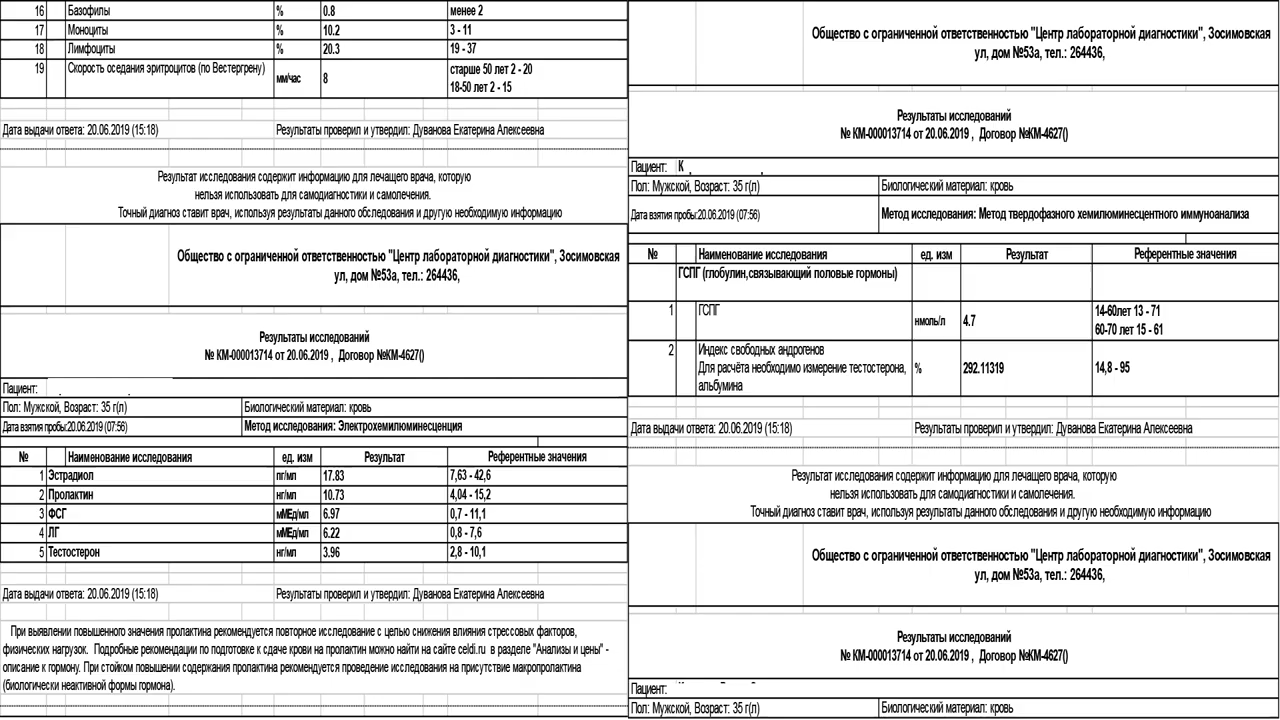 16 Базофилы % 0.8 менее 2
17 Моноциты % 10.2 3 - 11
18 Лимфоциты % 20.3 19 - 37
19 Скорость оседания эритроцитов (по Вестергрену) мм/час 8 старше 50 лет 2 - 20
18-50 лет 2 - 15
Дата выдачи ответа: 20.06.2019 (15:18) Результаты проверил и утвердил: Дуванова Екатерина Алексеевна
Результат исследования содержит информацию для лечащего врача, которую
нельзя использовать для самодиагностики и самолечения.
Точный диагноз ставит врач, используя результаты данного обследования и другую необходимую информацию
Общество с ограниченной ответственностью "Центр лабораторной диагностики", Зосимовская
ул, дом №53а, тел.: 264436,
Результаты исследований
№ КМ-000013714 от 20.06.2019 , Договор №КМ-4627()
Пациент:
Пол: Мужской, Возраст: 35 г(л) Биологический материал: кровь
Дата взятия пробы:20.06.2019 (07:56) Метод исследования: Электрохемилюминесценция
№ Наименование исследования ед. изм Результат Референтные значения
1 Эстрадиол пг/мл 17.83 7,63 - 42,6
2 Пролактин нг/мл 10.73 4,04 - 15,2
3 ФСГ мМЕд/мл 6.97 0,7 - 11,1
4 ЛГ мМЕд/мл 6.22 0,8 - 7,6
5 Тестостерон нг/мл 3.96 2,8 - 10,1
Дата выдачи ответа: 20.06.2019 (15:18) Результаты проверил и утвердил: Дуванова Екатерина Алексеевна
При выявлении повышенного значения пролактина рекомендуется повторное исследование с целью снижения влияния стрессовых факторов,
физических нагрузок. Подробные рекомендации по подготовке к сдаче крови на пролактин можно найти на сайте celdi.ru в разделе "Анализы и цены" -
описание к гормону. При стойком повышении содержания пролактина рекомендуется проведение исследования на присутствие макропролактина
(биологически неактивной формы гормона).
Общество с ограниченной ответственностью "Центр лабораторной диагностики", Зосимовская
ул, дом №53а, тел.: 264436,
Результаты исследований
№ КМ-000013714 от 20.06.2019 , Договор №КМ-4627()
Пациент: К
Пол: Мужской, Возраст: 35 г(л) Биологический материал: кровь
Дата взятия пробы:20.06.2019 (07:56) Метод исследования: Метод твердофазного хемилюминесцентного иммуноанализа
№ Наименование исследования ед. изм Результат Референтные значения
ГСПГ (глобулин,связывающий половые гормоны)
1 ГСПГ нмоль/л 4.7 14-60лет 13 - 71
60-70 лет 15 - 61
2 Индекс свободных андрогенов
Для расчёта необходимо измерение тестостерона, % 292.11319 14,8 - 95
альбумина
Дата выдачи ответа: 20.06.2019 (15:18) Результаты проверил и утвердил: Дуванова Екатерина Алексеевна
Результат исследования содержит информацию для лечащего врача, которую
нельзя использовать для самодиагностики и самолечения.
Точный диагноз ставит врач, используя результаты данного обследования и другую необходимую информацию
Общество с ограниченной ответственностью "Центр лабораторной диагностики", Зосимовская
ул, дом №53а, тел.: 264436,
Результаты исследований
№ КМ-000013714 от 20.06.2019 , Договор №КМ-4627()
Пациент:
Пол: Мужской, Возраст: 35 г(л) Биологический материал: кровь